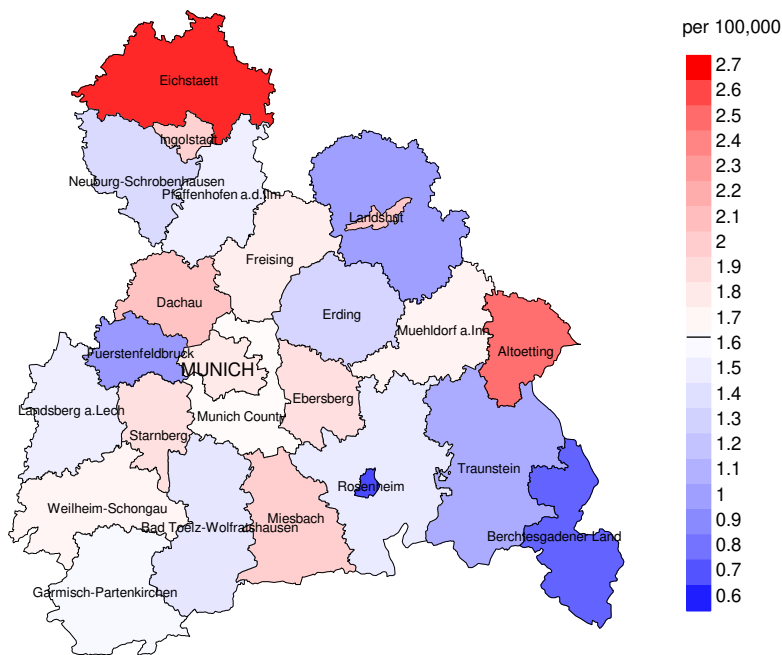 per 100,000
2.7
2.6
2.5
2.4
2.3
2.2
2.1
2
1.9
1.8
1.7
1.6
1.5
1.4
1.3
1.2
1.1
1
0.9
0.8
0.7
0.6
Eichstaett
Ingolstadt
Neuburg-Schrobenhausen
Pfaffenhofen a.d.Ilm
Landshut
Freising
Dachau
Erding
Muehldorf a.Inn
Altoetting
Fuerstenfeldbruck
MUNICH
Ebersberg
Landsberg a.Lech
Munich County
Starnberg
Traunstein
Rosenheim
Weilheim-Schongau
Miesbach
Bad Toelz-Wolfratshausen
Berchtesgadener Land
Garmisch-Partenkirchen